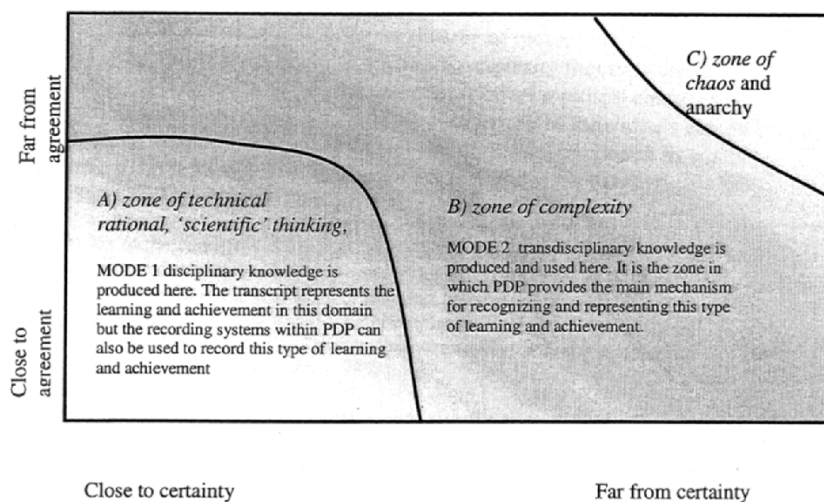 C) zone of
chaos and
anarchy
Far from
agreement
A) zone of technical
rational, 'scientific' thinking,
MODE 1 disciplinary knowledge is
produced here. The transcript represents the
learning and achievement in this domain
but the recording systems within PDP can
also be used to record this type of learning
and achievement
B) zone of complexity
MODE 2 transdisciplinary knowledge is
produced and used here. It is the zone in
which PDP provides the main mechanism
for recognizing and representing this type
of learning and achievement.
Close to
agreement
Close to certainty
Far from certainty